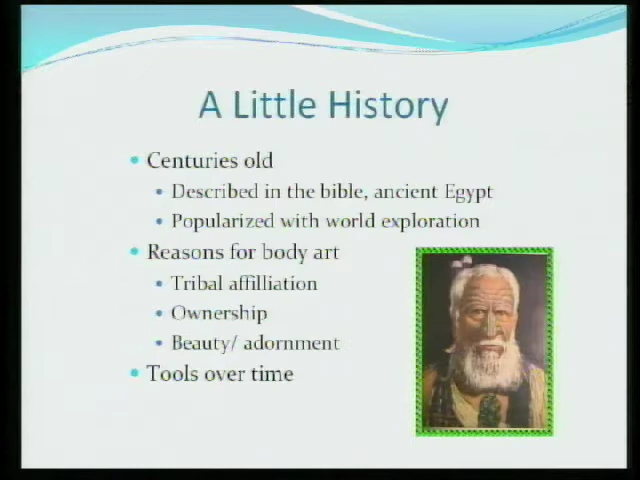 A Little History
Centuries old
Described in the bible, ancient Egypt
Popularized with world exploration
Reasons for body art
Tribal affilliation
Ownership
Beauty/ adornment
Tools over time